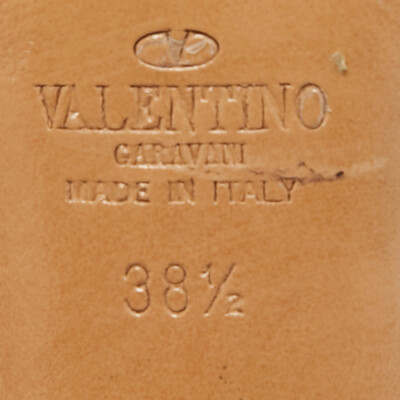 VALENTINO
GARAVANI
MADE IN ITALY
38½